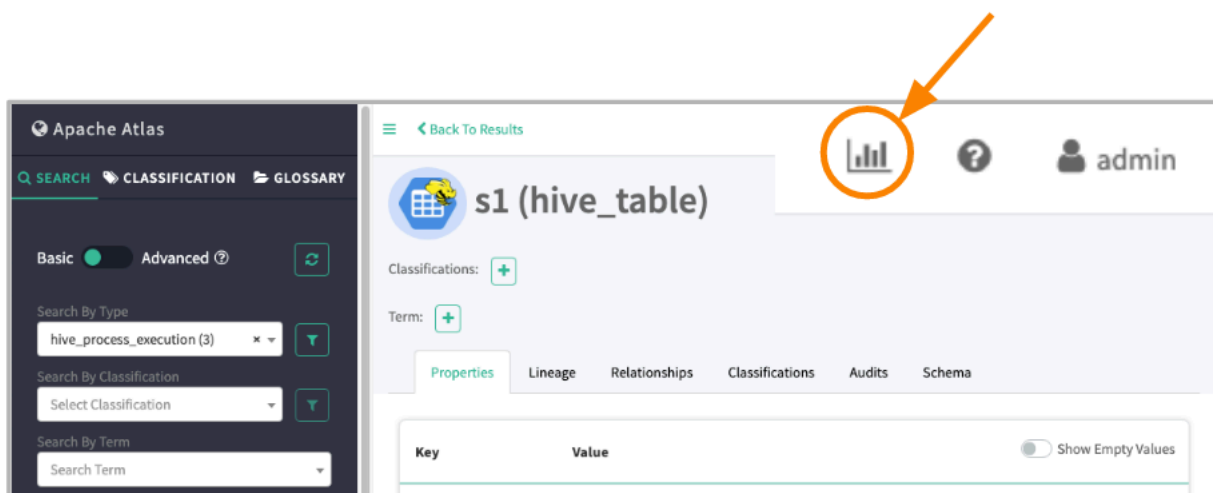 Apache Atlas
SEARCH CLASSIFICATION GLOSSARY
Basic Advanced
Search By Type
hive_process_execution (3)
Search By Classification
Select Classification
Search By Term
Search Term
Back To Results
admin
s1 (hive_table)
Classifications:
Term:
Properties Lineage Relationships Classifications Audits Schema
Key Value Show Empty Values